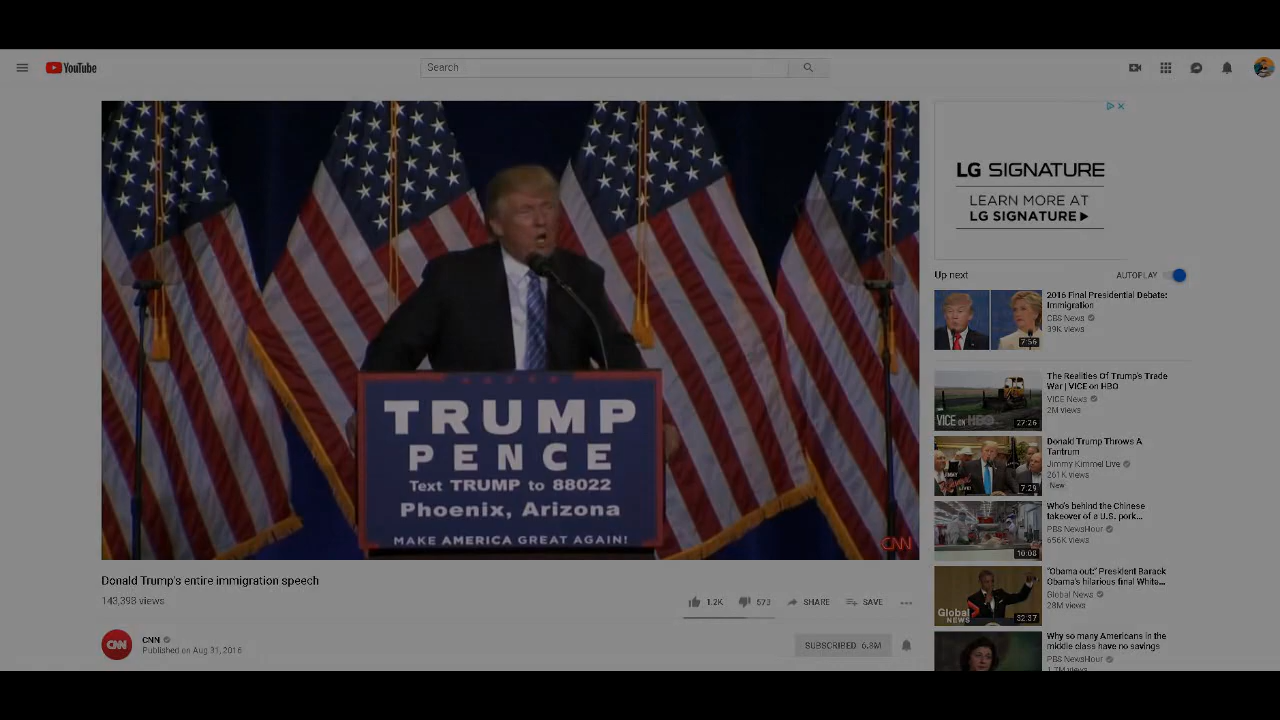 YouTube
Search
TRUMP
PENCE
Text TRUMP to 88022
Phoenix, Arizona
MAKE AMERICA GREAT AGAIN!
CNN
Donald Trump's entire immigration speech
143,398 views
1.2K
573
SHARE
SAVE
CNN
CNN
Published on Aug 31, 2016
SUBSCRIBED 6.8M
LG SIGNATURE
LEARN MORE AT
LG SIGNATURE
Up next
AUTOPLAY
2016 Final Presidential Debate:
Immigration
CBS News
39K views
7:56
The Realities Of Trump's Trade
War | VICE on HBO
VICE News
2M views
VICE ON HBO
27:26
Donald Trump Throws A
Tantrum
Jimmy Kimmel Live
261K views
New
7:29
Who's behind the Chinese
takeover of a U.S. pork...
PBS NewsHour
656K views
10:08
"Obama out:" President Barack
Obama's hilarious final White...
Global News
28M views
Global
NEWS
32:37
Why so many Americans in the
middle class have no savings
PBS NewsHour
1.7M views